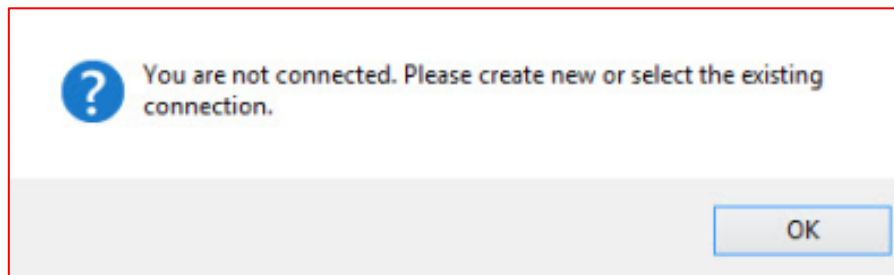 You are not connected. Please create new or select the existing
connection.
OK